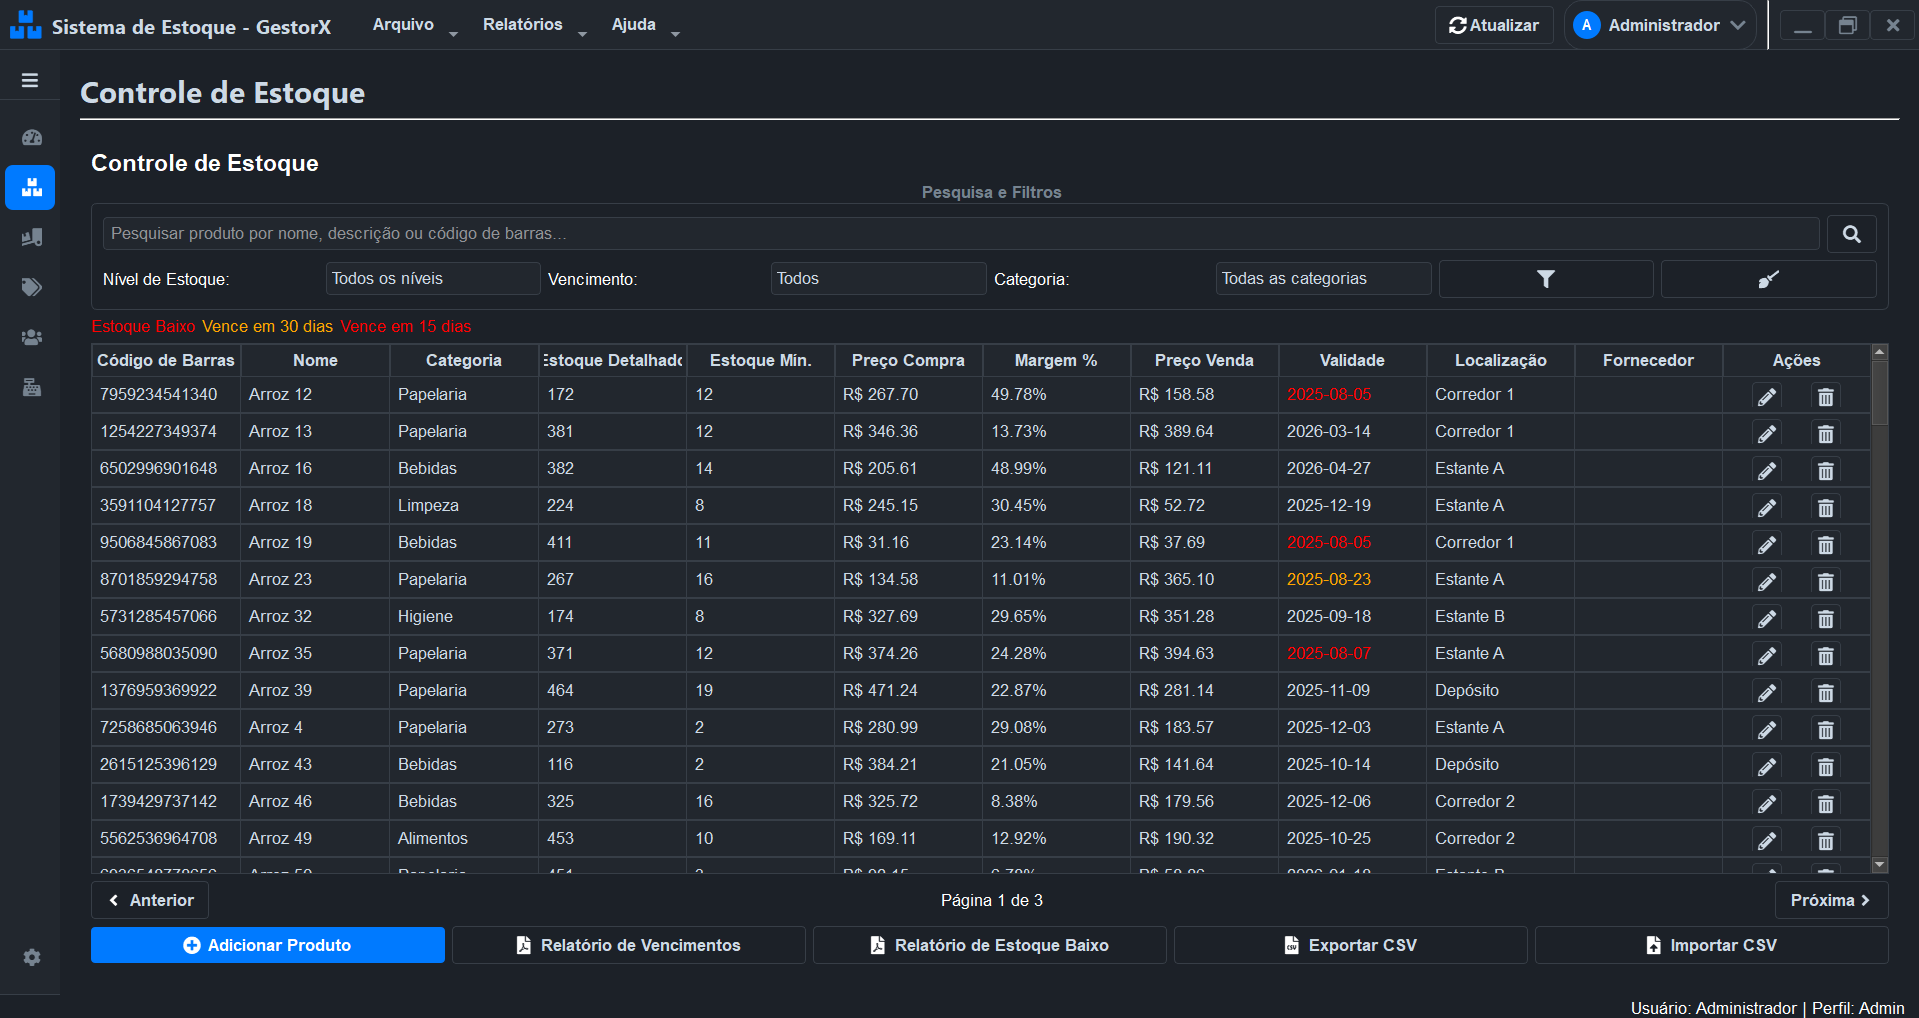 Sistema de Estoque - GestorX Arquivo Relatórios Ajuda Atualizar A Administrador
Controle de Estoque
Controle de Estoque
Pesquisa e Filtros
Pesquisar produto por nome, descrição ou código de barras...
Nível de Estoque: Todos os níveis Vencimento: Todos Categoria: Todas as categorias
Estoque Baixo Vence em 30 dias Vence em 15 dias
Código de Barras Nome Categoria Estoque Detalhado Estoque Mín. Preço Compra Margem % Preço Venda Validade Localização Fornecedor Ações
7959234541340 Arroz 12 Papelaria 172 12 R$ 267.70 49.78% R$ 158.58 2025-08-05 Corredor 1
1254227349374 Arroz 13 Papelaria 381 12 R$ 346.36 13.73% R$ 389.64 2026-03-14 Corredor 1
6502996901648 Arroz 16 Bebidas 382 14 R$ 205.61 48.99% R$ 121.11 2026-04-27 Estante A
3591104127757 Arroz 18 Limpeza 224 8 R$ 245.15 30.45% R$ 52.72 2025-12-19 Estante A
9506845867083 Arroz 19 Bebidas 411 11 R$ 31.16 23.14% R$ 37.69 2025-08-05 Corredor 1
8701859294758 Arroz 23 Papelaria 267 16 R$ 134.58 11.01% R$ 365.10 2025-08-23 Estante A
5731285457066 Arroz 32 Higiene 174 8 R$ 327.69 29.65% R$ 351.28 2025-09-18 Estante B
5680988035090 Arroz 35 Papelaria 371 12 R$ 374.26 24.28% R$ 394.63 2025-08-07 Estante A
1376959369922 Arroz 39 Papelaria 464 19 R$ 471.24 22.87% R$ 281.14 2025-11-09 Depósito
7258685063946 Arroz 4 Papelaria 273 2 R$ 280.99 29.08% R$ 183.57 2025-12-03 Estante A
2615125396129 Arroz 43 Bebidas 116 2 R$ 384.21 21.05% R$ 141.64 2025-10-14 Depósito
1739429737142 Arroz 46 Bebidas 325 16 R$ 325.72 8.38% R$ 179.56 2025-12-06 Corredor 2
5562536964708 Arroz 49 Alimentos 453 10 R$ 169.11 12.92% R$ 190.32 2025-10-25 Corredor 2
Anterior Página 1 de 3 Próxima
Adicionar Produto Relatório de Vencimentos Relatório de Estoque Baixo Exportar CSV Importar CSV
Usuário: Administrador | Perfil: Admin